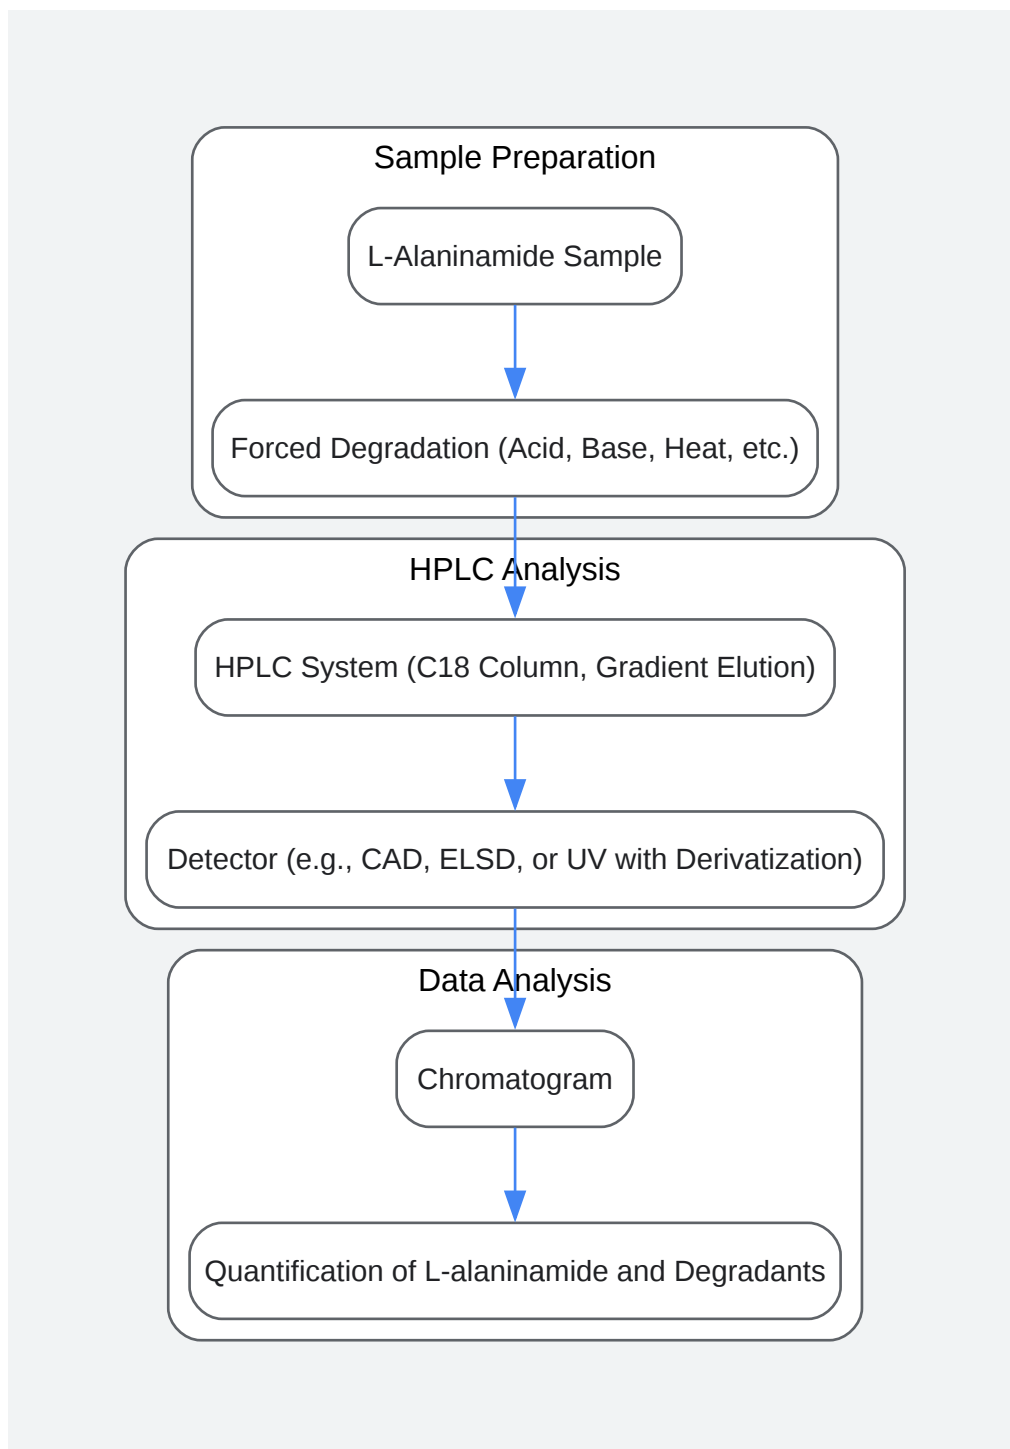 Sample Preparation
L-Alaninamide Sample
Forced Degradation (Acid, Base, Heat, etc.)
HPLC Analysis
HPLC System (C18 Column, Gradient Elution)
Detector (e.g., CAD, ELSD, or UV with Derivatization)
Data Analysis
Chromatogram
Quantification of L-alaninamide and Degradants